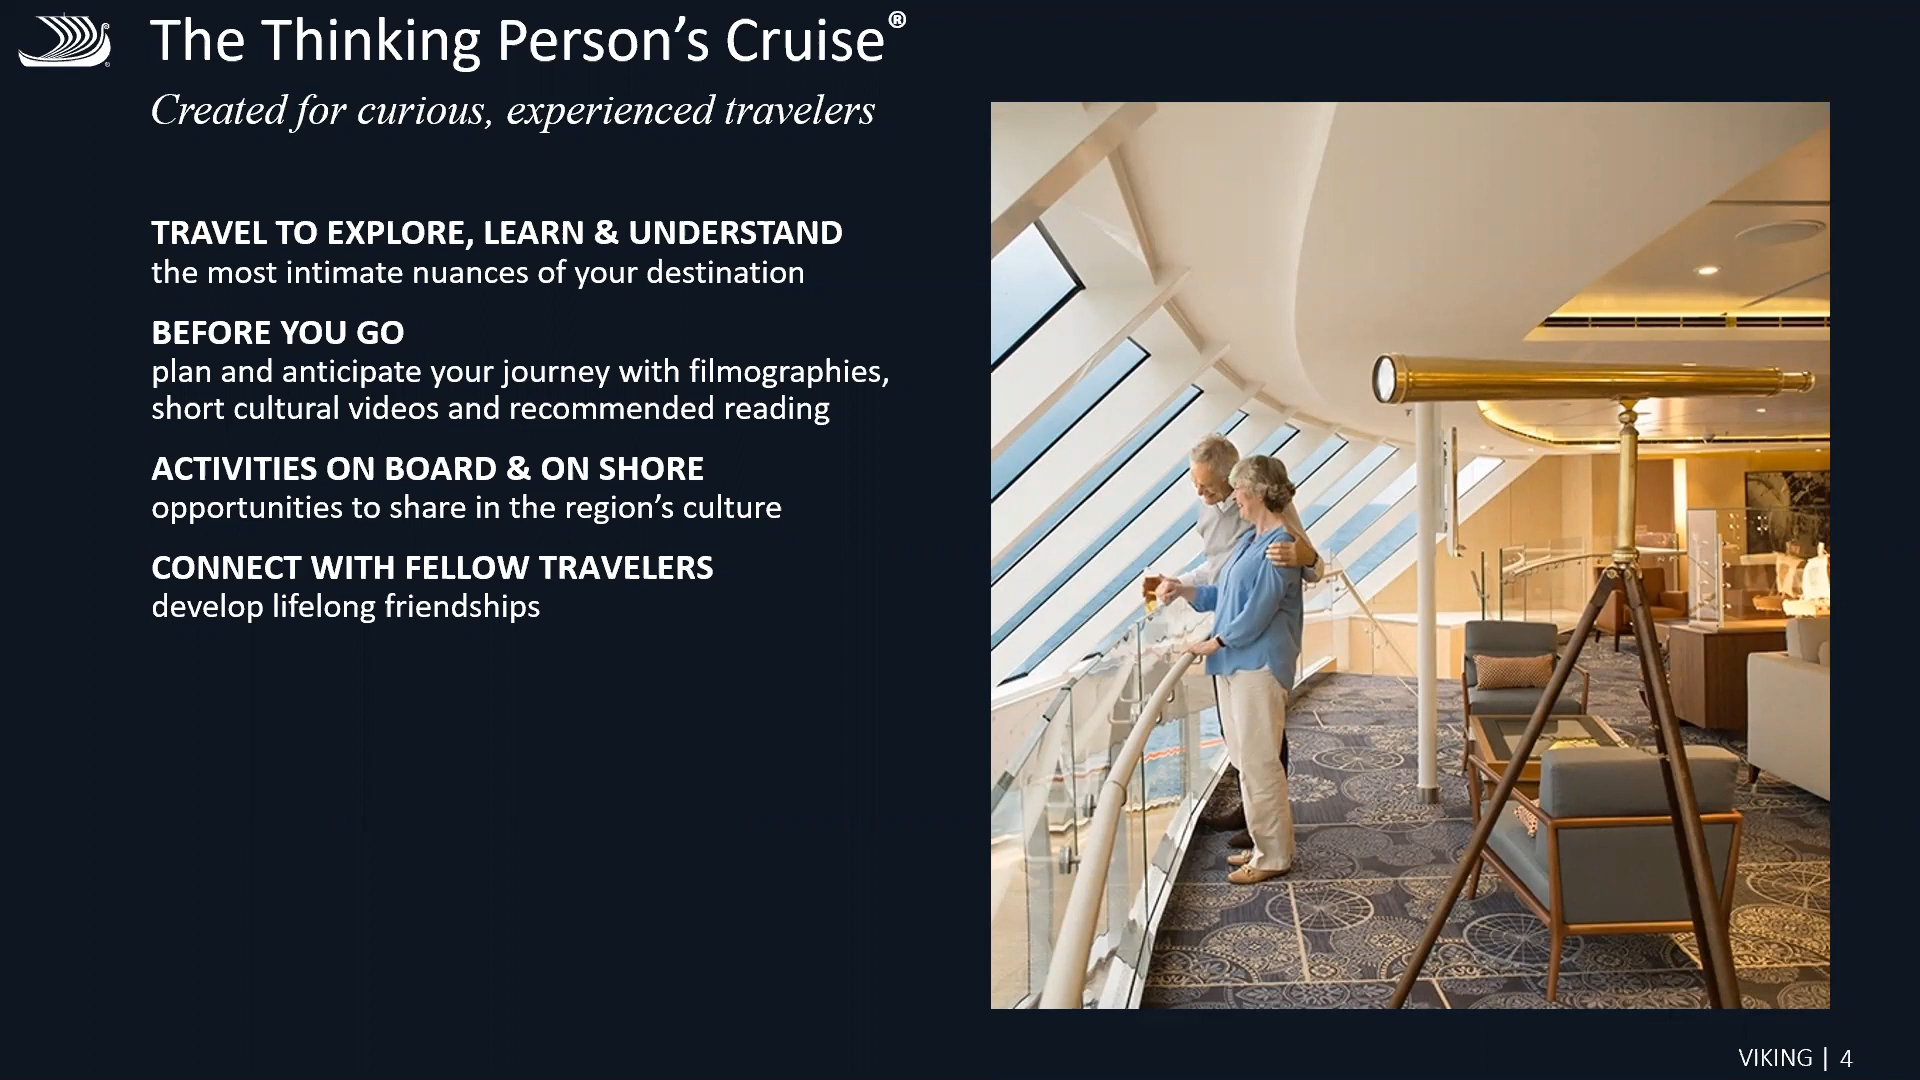 The Thinking Person’s Cruise®
Created for curious, experienced travelers
TRAVEL TO EXPLORE, LEARN & UNDERSTAND
the most intimate nuances of your destination
BEFORE YOU GO
plan and anticipate your journey with filmographies,
short cultural videos and recommended reading
ACTIVITIES ON BOARD & ON SHORE
opportunities to share in the region’s culture
CONNECT WITH FELLOW TRAVELERS
develop lifelong friendships
VIKING | 4